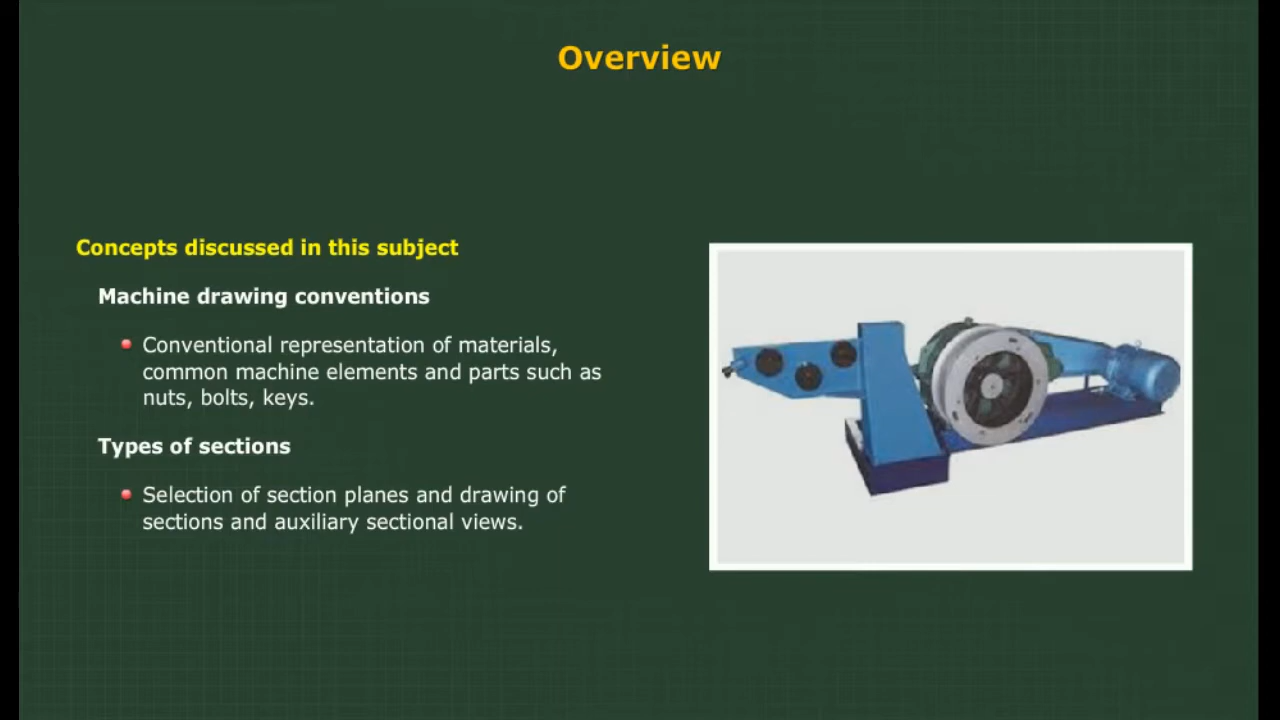 Overview
Concepts discussed in this subject
Machine drawing conventions
Conventional representation of materials,
common machine elements and parts such as
nuts, bolts, keys.
Types of sections
Selection of section planes and drawing of
sections and auxiliary sectional views.